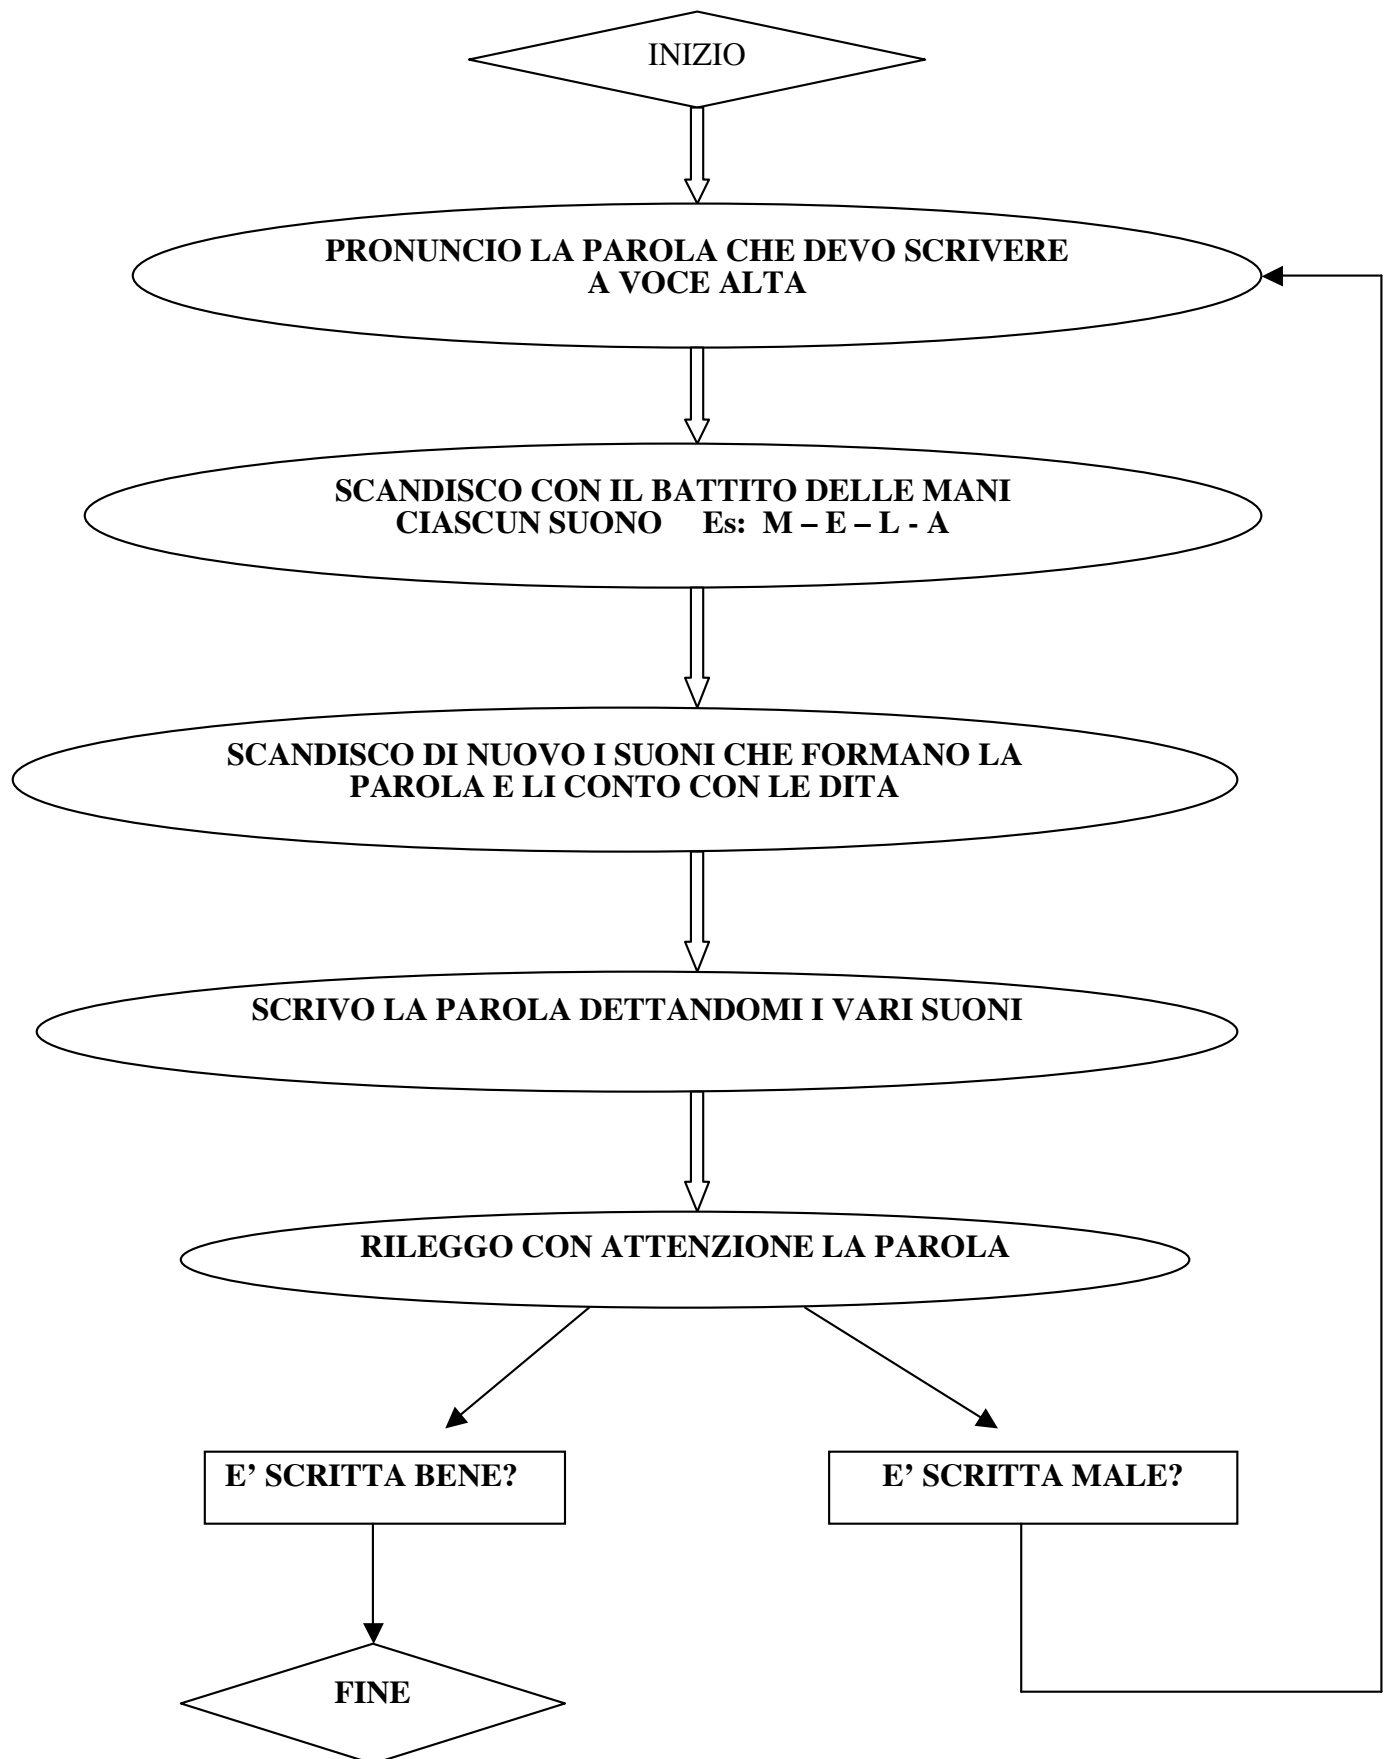 INIZIO
PRONUNCIO LA PAROLA CHE DEVO SCRIVERE
A VOCE ALTA
SCANDISCO CON IL BATTITO DELLE MANI
CIASCUN SUONO Es: M – E – L - A
SCANDISCO DI NUOVO I SUONI CHE FORMANO LA
PAROLA E LI CONTO CON LE DITA
SCRIVO LA PAROLA DETTANDOMI I VARI SUONI
RILEGGO CON ATTENZIONE LA PAROLA
E’ SCRITTA BENE?
E’ SCRITTA MALE?
FINE